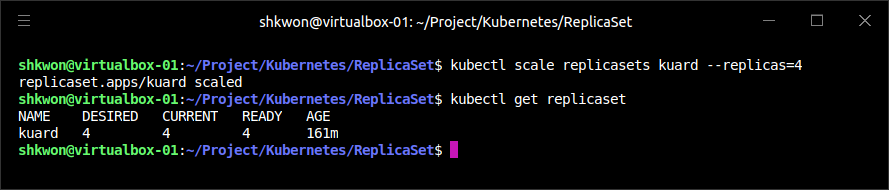 shkwon@virtualbox-01: ~/Project/Kubernetes/ReplicaSet
shkwon@virtualbox-01:~/Project/Kubernetes/ReplicaSet$ kubectl scale replicasets kuard --replicas=4
replicaset.apps/kuard scaled
shkwon@virtualbox-01:~/Project/Kubernetes/ReplicaSet$ kubectl get replicaset
NAME    DESIRED   CURRENT   READY   AGE
kuard   4         4         4       161m
shkwon@virtualbox-01:~/Project/Kubernetes/ReplicaSet$